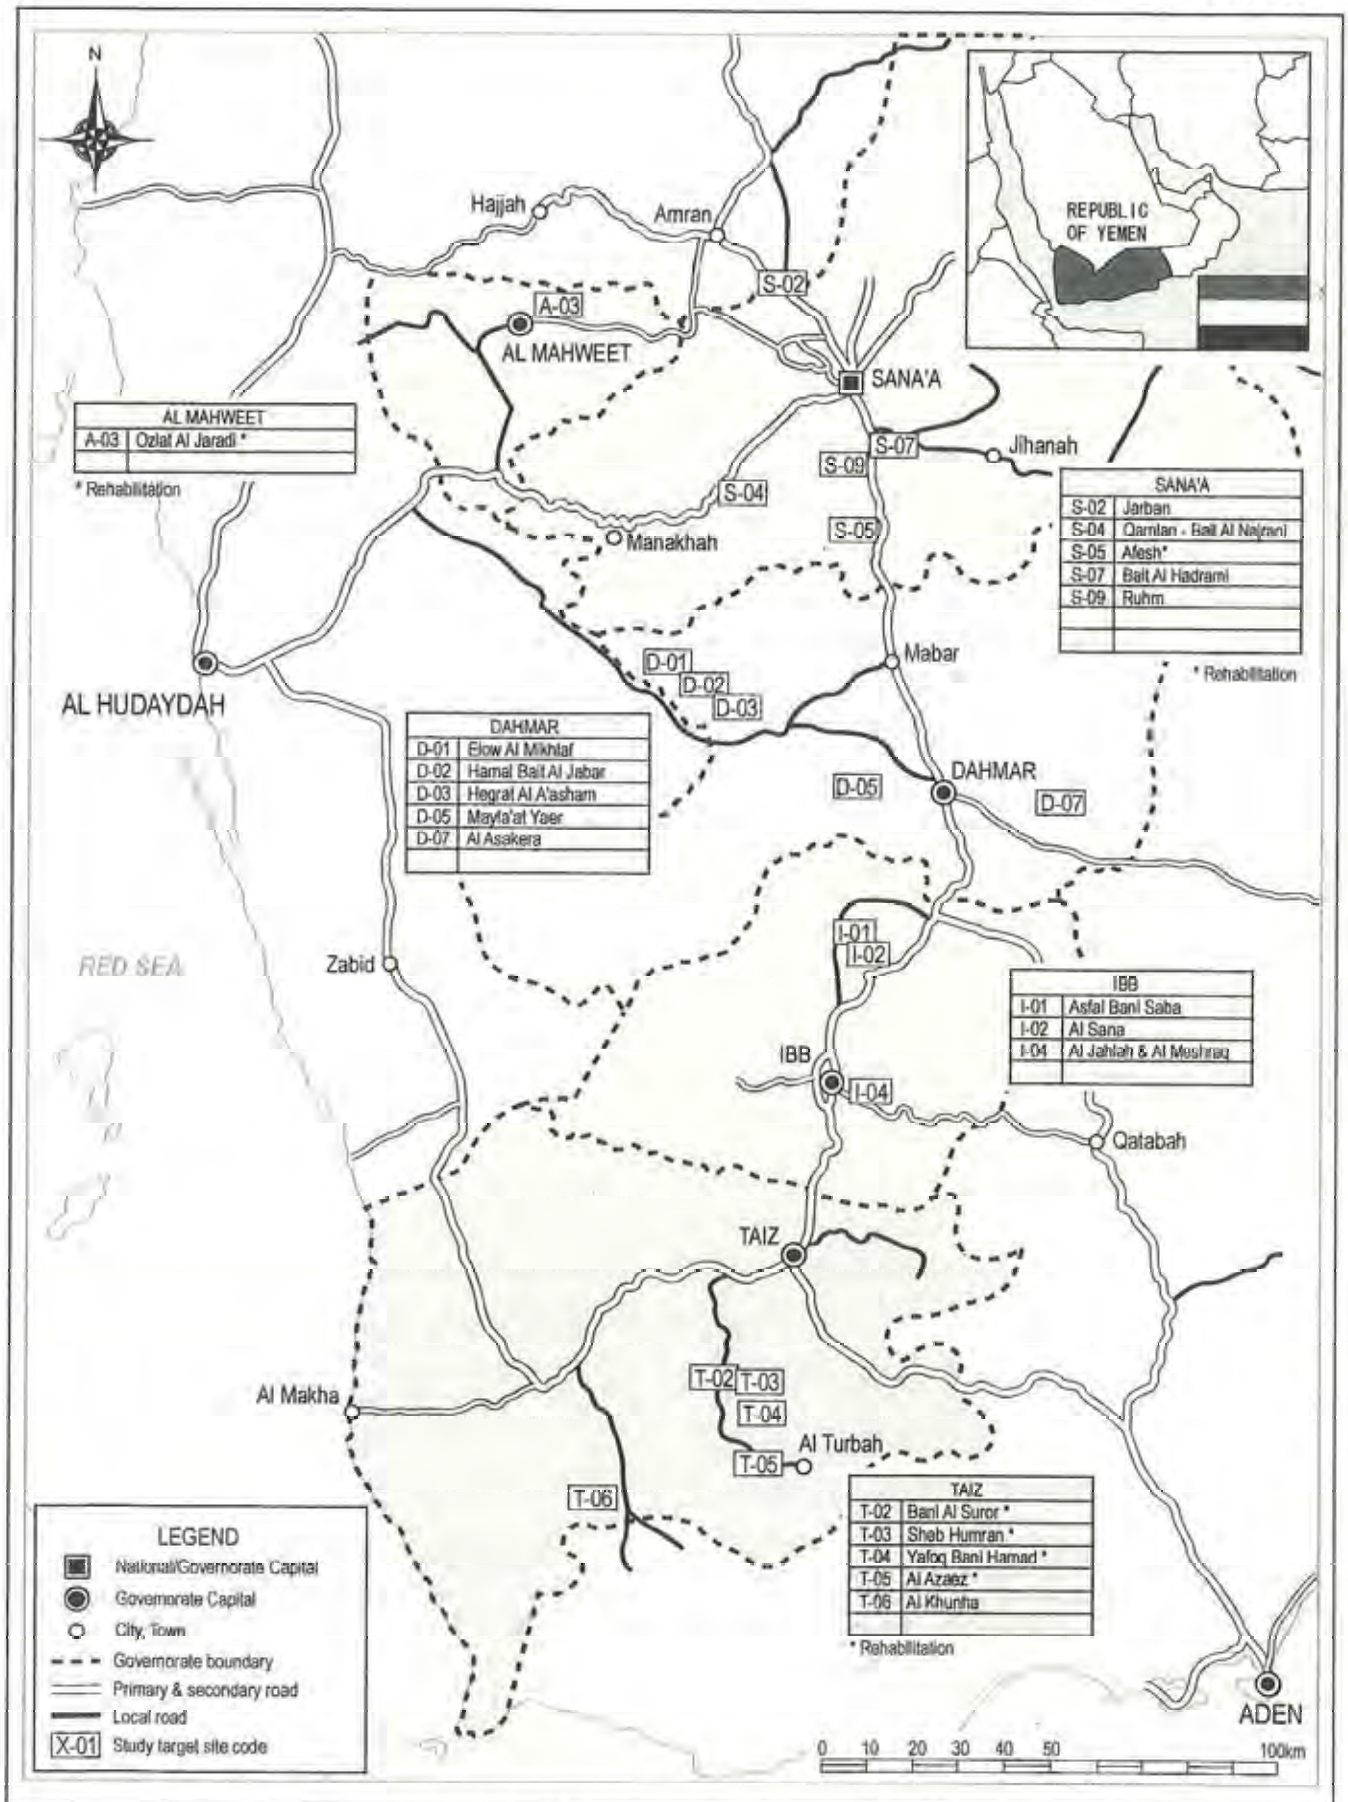 N
REPUBLIC
OF YEMEN
Hajjah
Amran
S-02
A-03
AL MAHWEET
SANA'A
AL MAHWEET
A-03 Ozlat Al Jaradi *
* Rehabilitation
S-07
Jihanah
S-09
S-04
S-05
Manakhah
SANA'A
S-02 Jarban
S-04 Qamlan - Bait Al Najrani
S-05 Afesh*
S-07 Bait Al Hadrami
S-09 Ruhm
* Rehabilitation
Mabar
D-01
D-02
D-03
AL HUDAYDAH
DAHMAR
D-01 Elow Al Mikhlaf
D-02 Hamal Bait Al Jabar
D-03 Hegrat Al A'asham
D-05 Mayfa'at Yaer
D-07 Al Asakera
DAHMAR
D-05
D-07
I-01
I-02
RED SEA
Zabid
IBB
I-01 Asfal Bani Saba
I-02 Al Sana
I-04 Al Jahlah & Al Meshraq
IBB
I-04
Qatabah
TAIZ
Al Makha
T-02
T-03
T-04
Al Turbah
T-05
T-06
TAIZ
T-02 Bani Al Suror *
T-03 Sheb Humran *
T-04 Yafoq Bani Hamad *
T-05 Al Azaez *
T-06 Al Khunha
* Rehabilitation
LEGEND
National/Governorate Capital
Governorate Capital
City, Town
Governorate boundary
Primary & secondary road
Local road
X-01 Study target site code
ADEN
0 10 20 30 40 50 100km